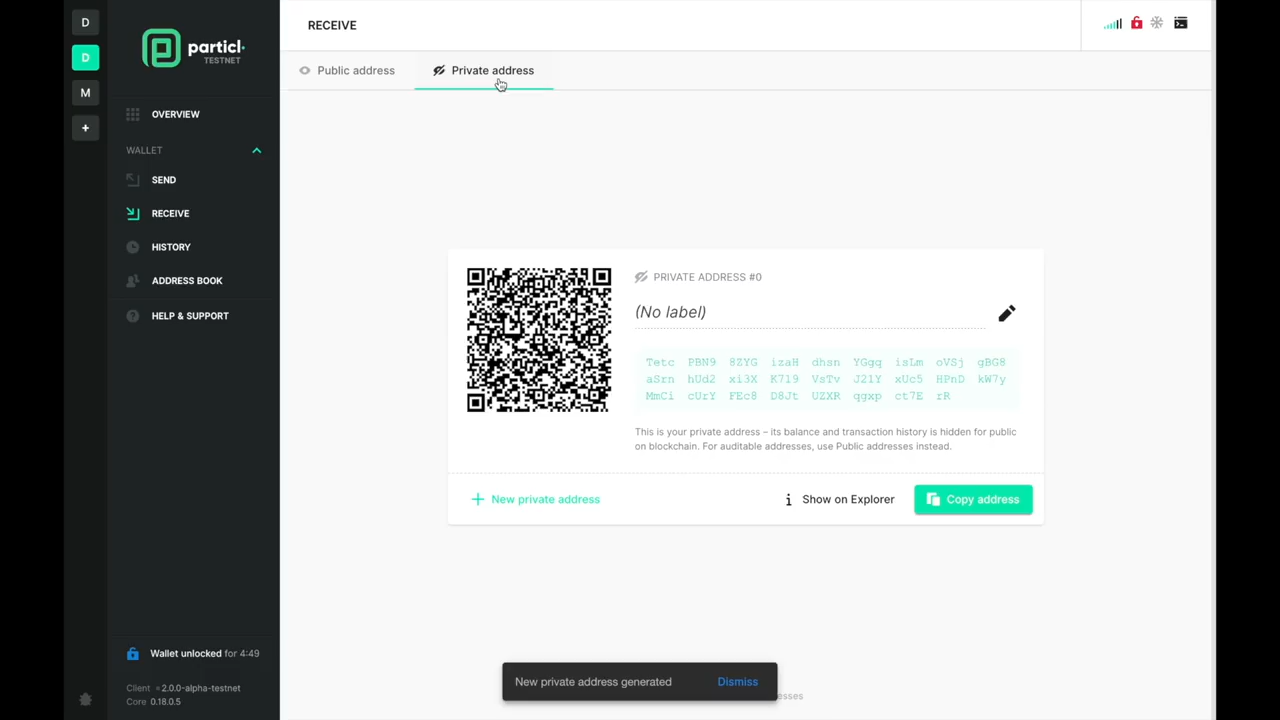 D
D
M
+
particl
TESTNET
OVERVIEW
WALLET
SEND
RECEIVE
HISTORY
ADDRESS BOOK
HELP & SUPPORT
Wallet unlocked for 4:49
Client 2.0.0-alpha-testnet
Core 0.18.0.5
RECEIVE
Public address
Private address
PRIVATE ADDRESS #0
(No label)
Tetc PBN9 8ZYG izaH dhsn YGgq isLm oVSj gBG8
aSrn hUd2 xi3X K719 VsTv J21Y xUc5 HPnD kW7y
MmCi cUrY FEc8 D8Jt UZXR qgxp ct7E rR
This is your private address – its balance and transaction history is hidden for public
on blockchain. For auditable addresses, use Public addresses instead.
+ New private address
Show on Explorer
Copy address
New private address generated
Dismiss